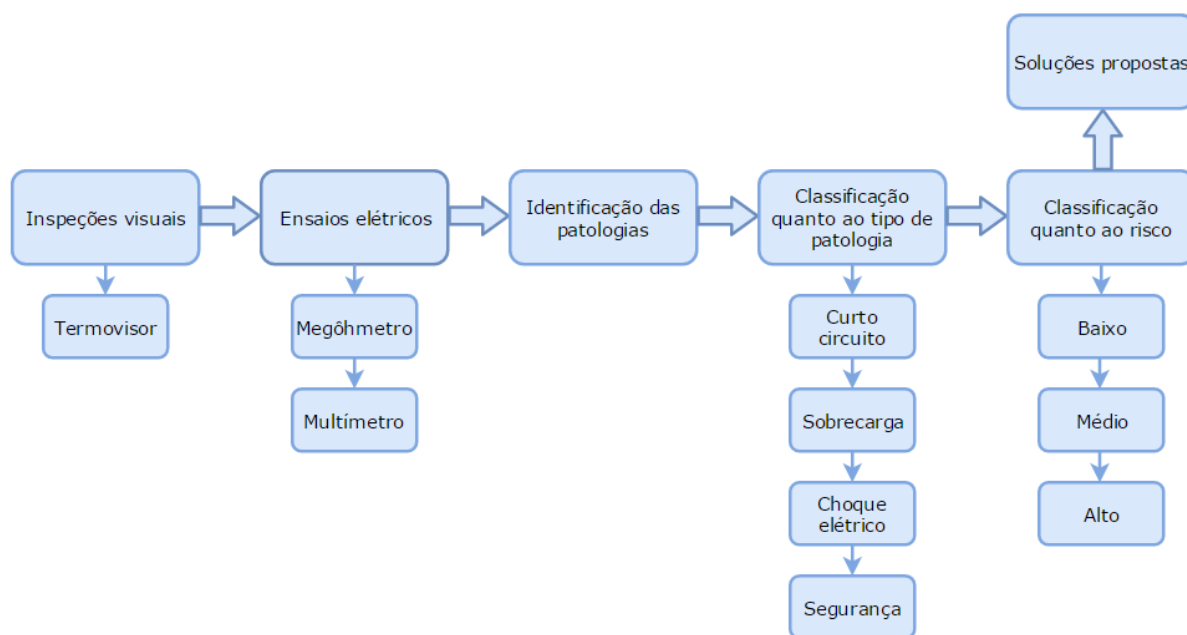 Soluções propostas
Inspeções visuais
Ensaios elétricos
Identificação das
patologias
Classificação
quanto ao tipo de
patologia
Classificação
quanto ao risco
Termovisor
Megôhmetro
Multímetro
Curto
circuito
Sobrecarga
Choque
elétrico
Segurança
Baixo
Médio
Alto